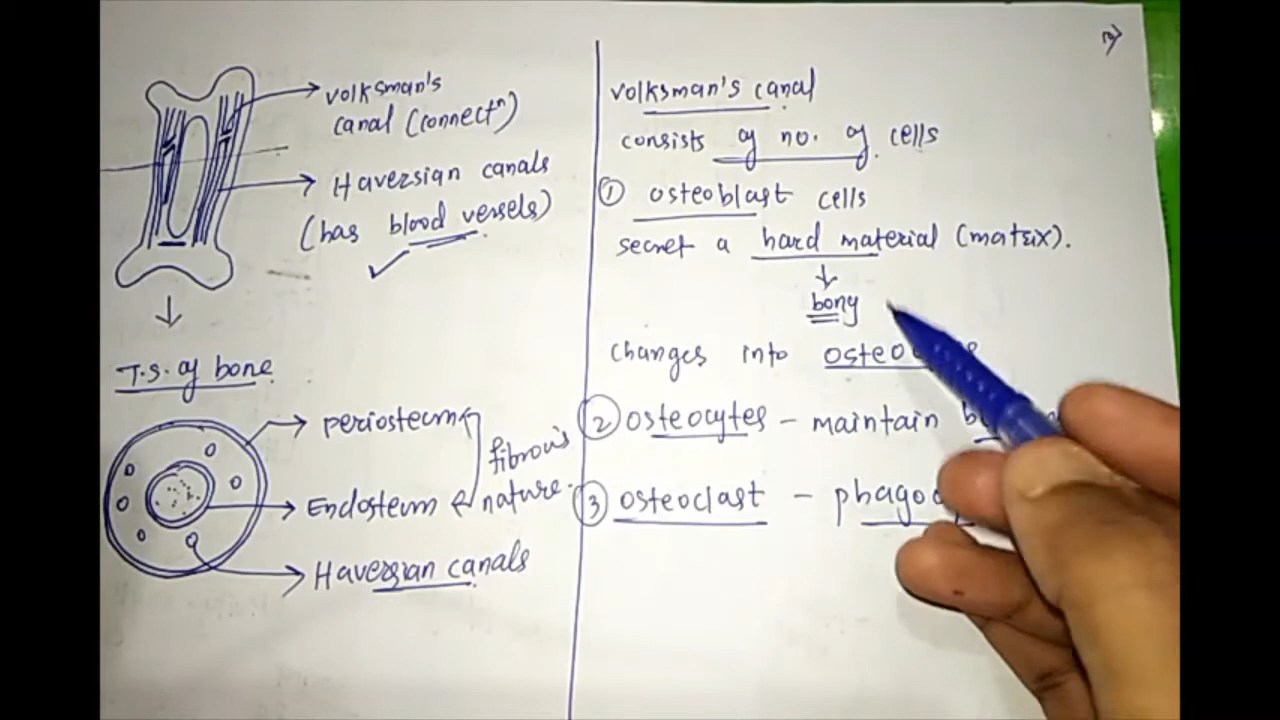 volksman's
canal (connectn)
Haversian canals
(has blood vessels)
T.S. of bone
periosteum
fibrous
Endosteum
nature.
Haversian canals
volksman's canal
consists of no. of cells
① osteoblast cells
secret a hard material (matrix).
bony
changes into
② osteocytes - maintain
③ osteoclast -